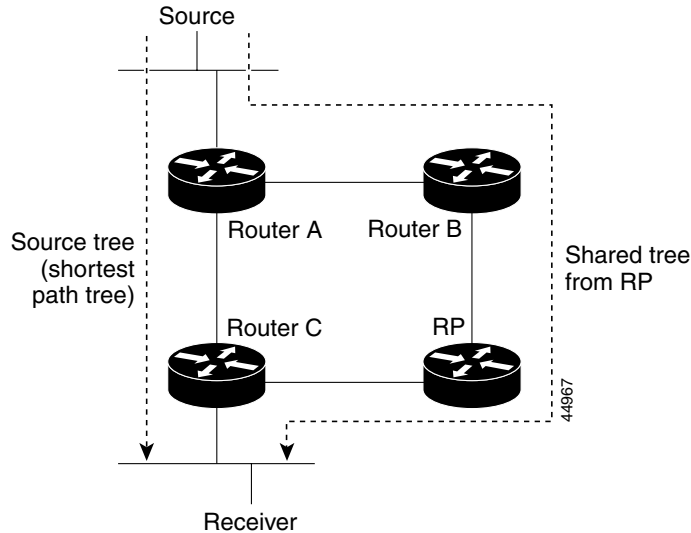 Source
Router A
Router B
Source tree
(shortest
path tree)
Shared tree
from RP
Router C
RP
44967
Receiver